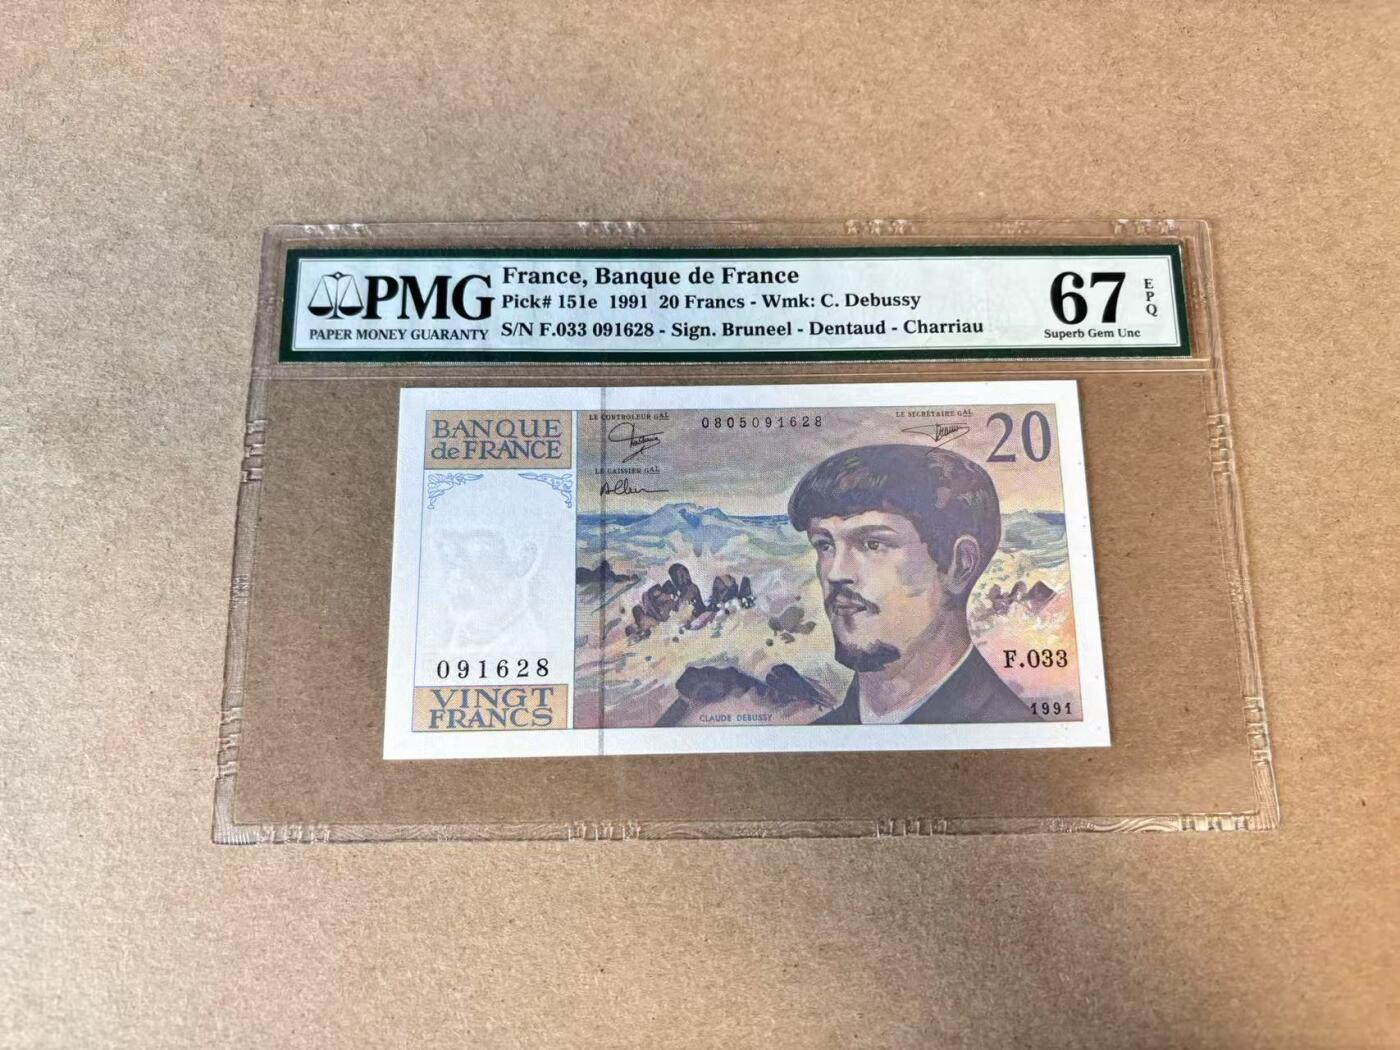 PMG
PAPER MONEY GUARANTY
France, Banque de France
Pick# 151e 1991 20 Francs - Wmk: C. Debussy
S/N F.033 091628 - Sign. Bruneel - Dentaud - Charriau
67
EPQ
Superb Gem Unc
BANQUE
de FRANCE
LE CONTROLEUR GAL
0805091628
LE SECRÉTAIRE GAL
20
LE CAISSIER GAL
091628
F.033
VINGT
FRANCS
CLAUDE DEBUSSY
1991